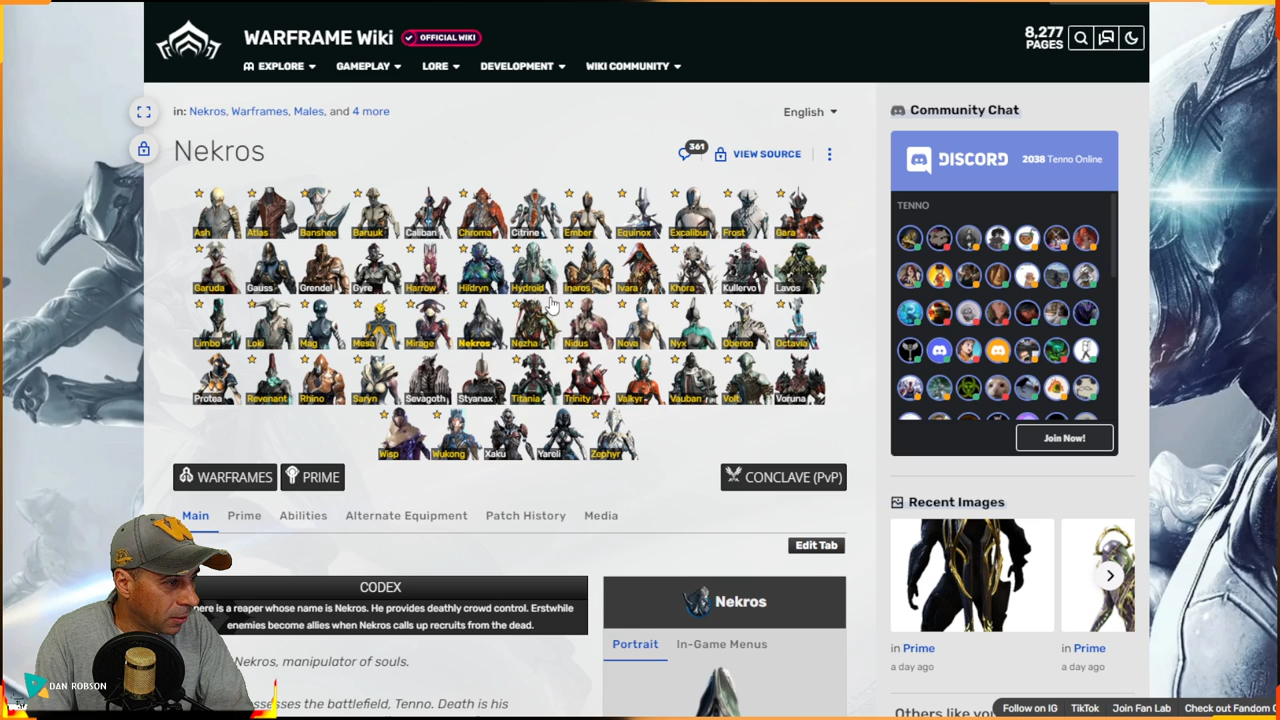 WARFRAME Wiki
OFFICIAL WIKI
8,277
PAGES
EXPLORE
GAMEPLAY
LORE
DEVELOPMENT
WIKI COMMUNITY
in: Nekros, Warframes, Males, and 4 more
English
Nekros
361
VIEW SOURCE
Ash Atlas Banshee Baruuk Caliban Chroma Citrine Ember Equinox Excalibur Frost Gara
Garuda Gauss Grendel Gyre Harrow Hildryn Hydroid Inaros Ivara Khora Kullervo Lavos
Limbo Loki Mag Mesa Mirage Nekros Nezha Nidus Nova Nyx Oberon Octavia
Protea Revenant Rhino Saryn Sevagoth Styanax Titania Trinity Valkyr Vauban Volt Voruna
Wisp Wukong Xaku Yareli Zephyr
WARFRAMES
PRIME
CONCLAVE (PvP)
Main Prime Abilities Alternate Equipment Patch History Media
Edit Tab
CODEX
here is a reaper whose name is Nekros. He provides deathly crowd control. Erstwhile
enemies become allies when Nekros calls up recruits from the dead.
Nekros, manipulator of souls.
ssesses the battlefield, Tenno. Death is his
Nekros
Portrait
In-Game Menus
Community Chat
DISCORD
2038 Tenno Online
TENNO
Join Now!
Recent Images
in Prime
a day ago
in Prime
a day ago
Others like you
Follow on IG
TikTok
Join Fan Lab
Check out Fandom
DAN ROBSON